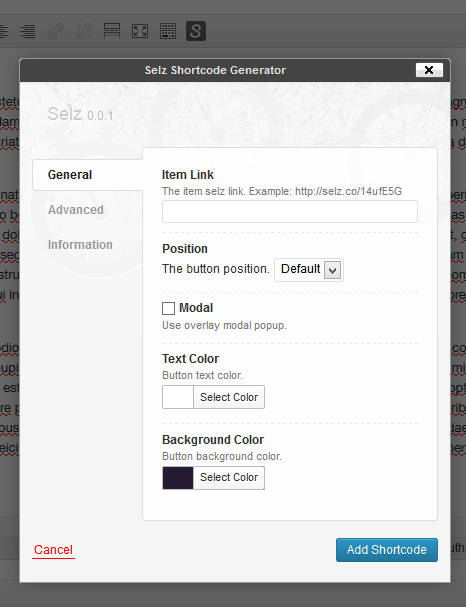 Selz Shortcode Generator
Selz 0.0.1
General
Advanced
Information
Item Link
The item selz link. Example: http://selz.co/14ufE5G
Position
The button position. Default
Modal
Use overlay modal popup.
Text Color
Button text color.
Select Color
Background Color
Button background color.
Select Color
Cancel
Add Shortcode